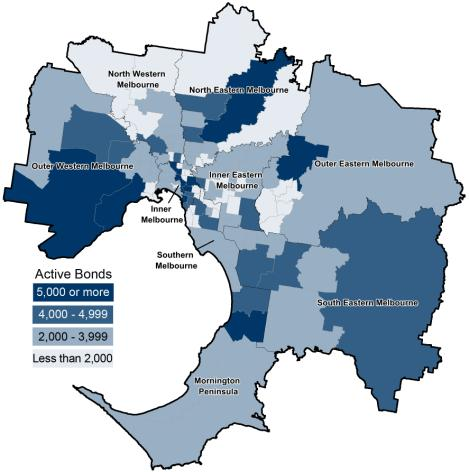 North Western
Melbourne
North Eastern Melbourne
Outer Western Melbourne
Inner Eastern
Melbourne
Outer Eastern Melbourne
Inner
Melbourne
Southern
Melbourne
Active Bonds
5,000 or more
4,000 - 4,999
2,000 - 3,999
Less than 2,000
South Eastern Melbourne
Mornington
Peninsula